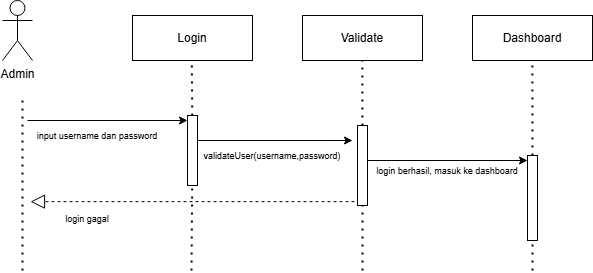 Login
Validate
Dashboard
Admin
input username dan password
validateUser(username,password)
login berhasil, masuk ke dashboard
login gagal